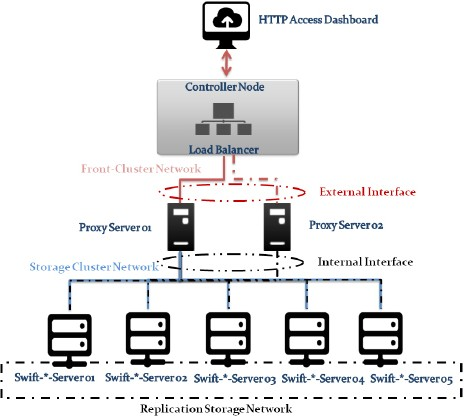 HTTP Access Dashboard
Controller Node
Load Balancer
Front-Cluster Network
External Interface
Proxy Server 01
Proxy Server 02
Storage Cluster Network
Internal Interface
Swift-*-Server 01
Swift-*-Server 02
Swift-*-Server 03
Swift-*-Server 04
Swift-*-Server 05
Replication Storage Network